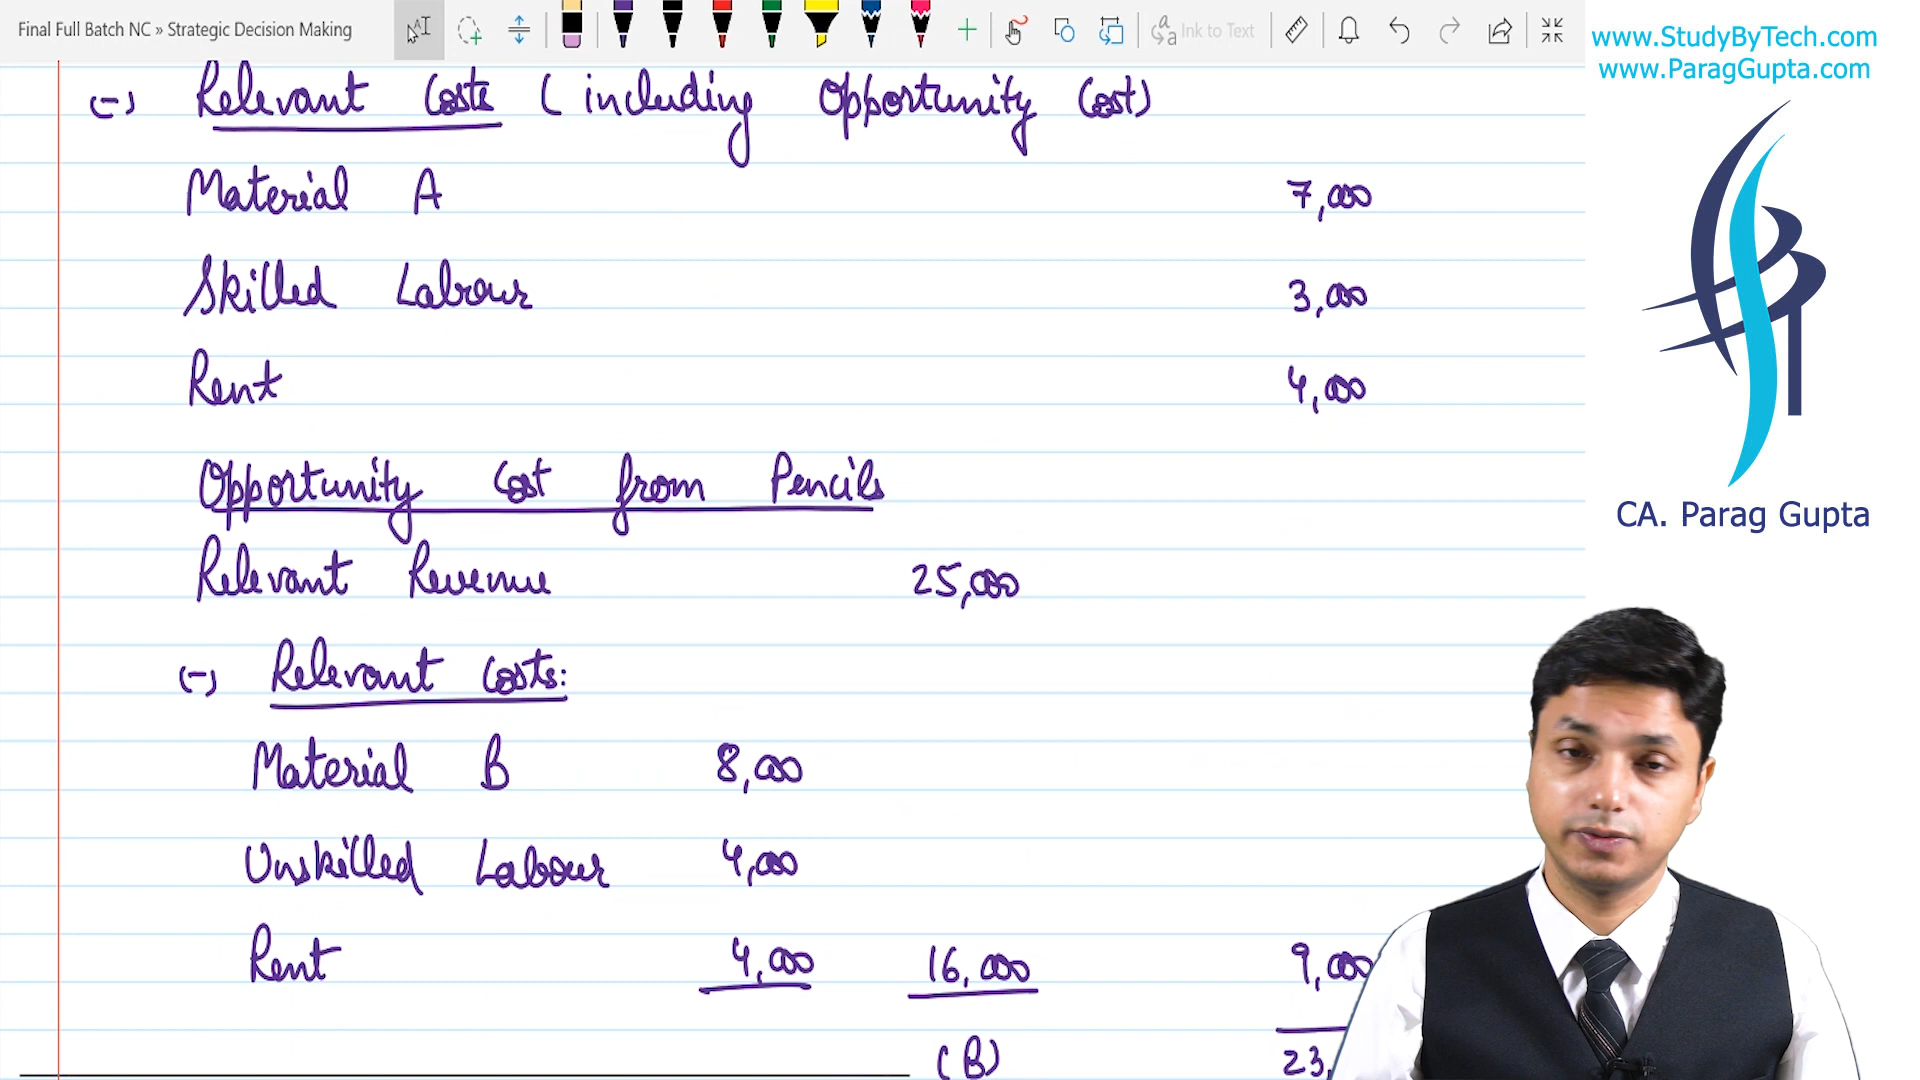 Final Full Batch NC » Strategic Decision Making
Ink to Text
www.StudyByTech.com
www.ParagGupta.com
(-) Relevant Costs (including Opportunity Cost)
Material A 7,000
Skilled Labour 3,000
Rent 4,000
Opportunity Cost from Pencils
Relevant Revenue 25,000
(-) Relevant Costs:
Material B 8,000
Unskilled Labour 4,000
Rent 4,000 16,000 9,000
(B) 23,
CA. Parag Gupta